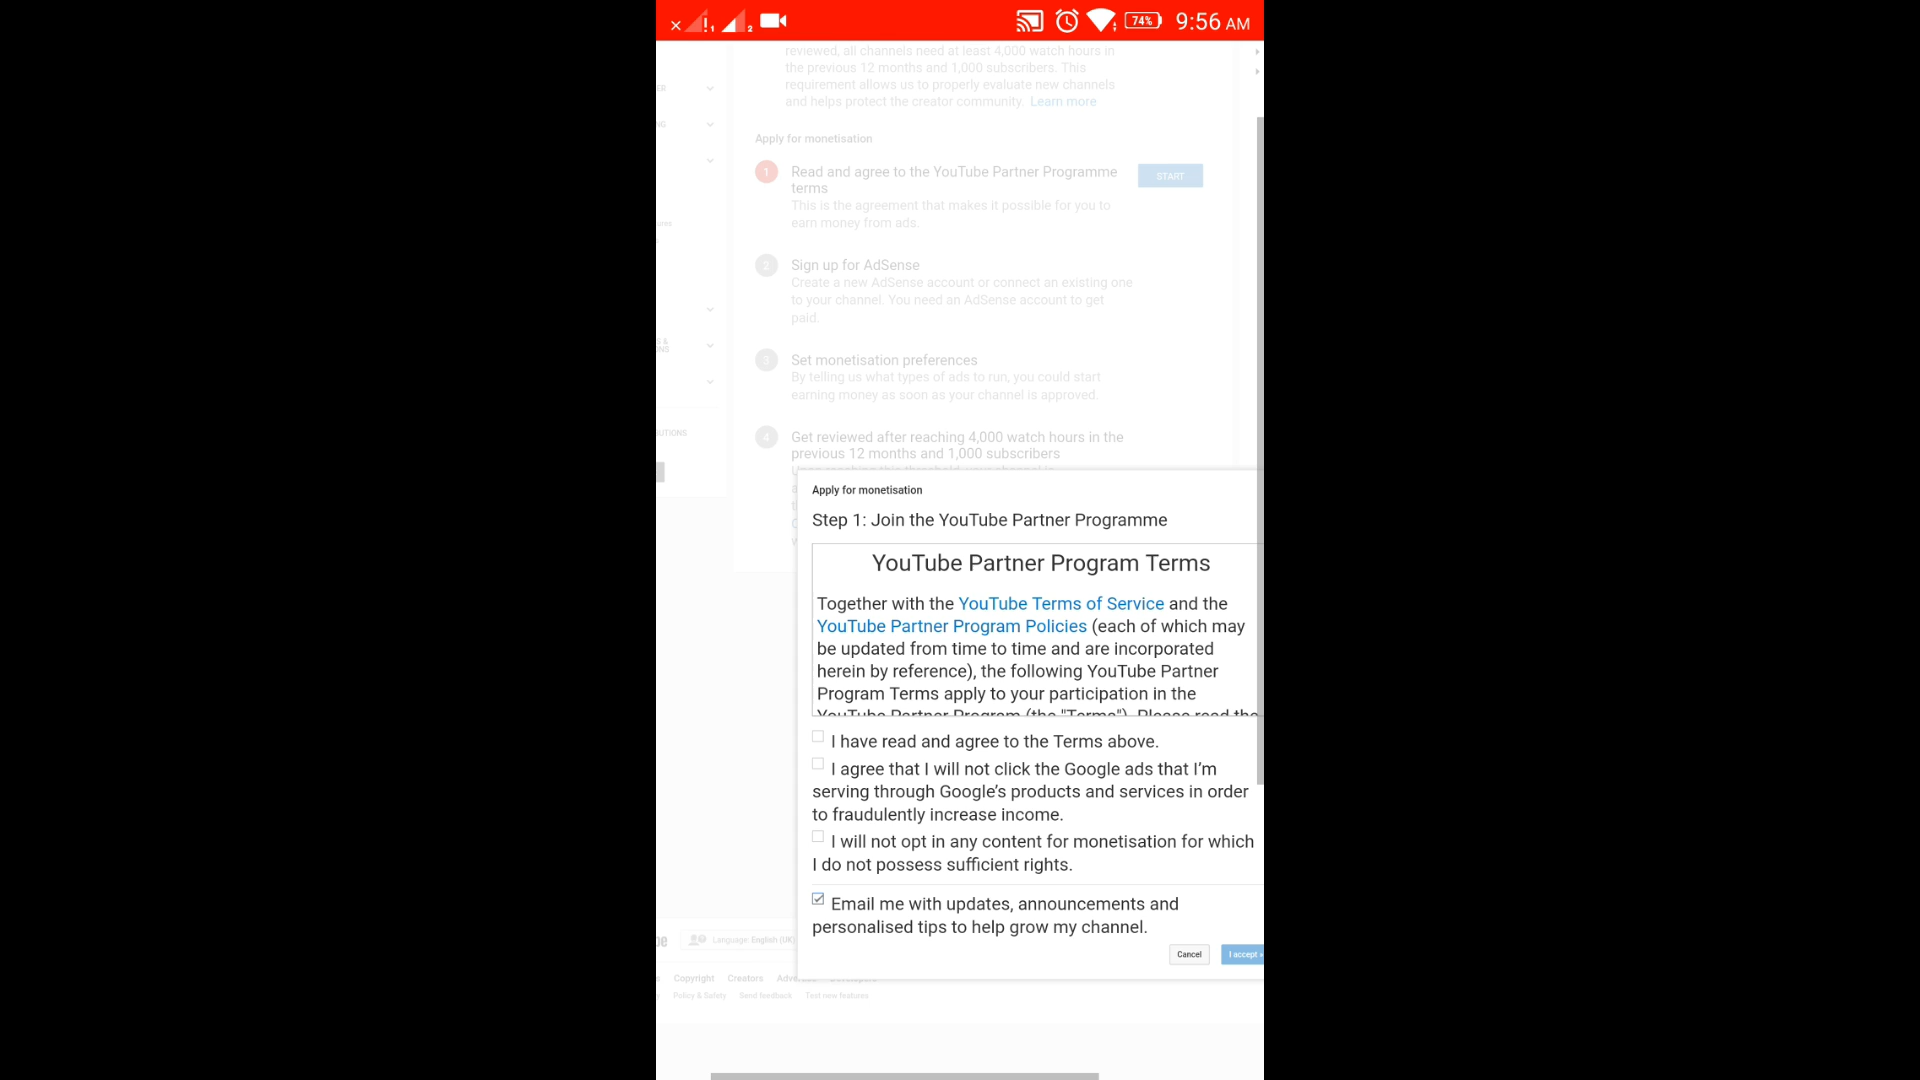 74%
9:56 AM
reviewed, all channels need at least 4,000 watch hours in
the previous 12 months and 1,000 subscribers. This
requirement allows us to properly evaluate new channels
and helps protect the creator community. Learn more
Apply for monetisation
1 Read and agree to the YouTube Partner Programme
terms
START
This is the agreement that makes it possible for you to
earn money from ads.
2 Sign up for AdSense
Create a new AdSense account or connect an existing one
to your channel. You need an AdSense account to get
paid.
3 Set monetisation preferences
By telling us what types of ads to run, you could start
earning money as soon as your channel is approved.
4 Get reviewed after reaching 4,000 watch hours in the
previous 12 months and 1,000 subscribers
Apply for monetisation
Step 1: Join the YouTube Partner Programme
YouTube Partner Program Terms
Together with the YouTube Terms of Service and the
YouTube Partner Program Policies (each of which may
be updated from time to time and are incorporated
herein by reference), the following YouTube Partner
Program Terms apply to your participation in the
YouTube Partner Program (the "Terms"). Please read the
I have read and agree to the Terms above.
I agree that I will not click the Google ads that I’m
serving through Google’s products and services in order
to fraudulently increase income.
I will not opt in any content for monetisation for which
I do not possess sufficient rights.
Email me with updates, announcements and
personalised tips to help grow my channel.
Cancel
I accept »
Language: English (UK)
Copyright Creators
Policy & Safety Send feedback Test new features